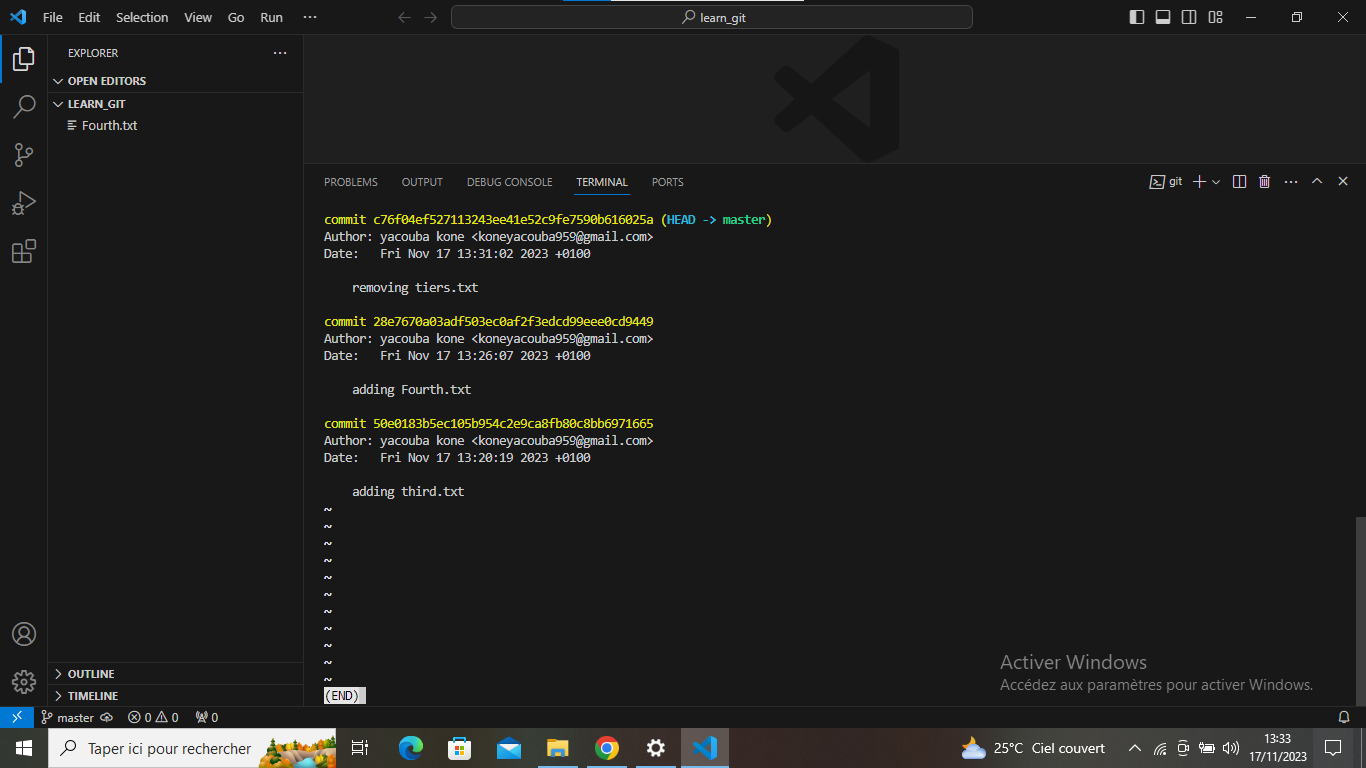 File Edit Selection View Go Run ···
learn_git
EXPLORER
OPEN EDITORS
LEARN_GIT
Fourth.txt
PROBLEMS OUTPUT DEBUG CONSOLE TERMINAL PORTS
git
commit c76f04ef527113243ee41e52c9fe7590b616025a (HEAD -> master)
Author: yacouba kone <koneyacouba959@gmail.com>
Date:   Fri Nov 17 13:31:02 2023 +0100
removing tiers.txt
commit 28e7670a03adf503ec0af2f3edcd99eee0cd9449
Author: yacouba kone <koneyacouba959@gmail.com>
Date:   Fri Nov 17 13:26:07 2023 +0100
adding Fourth.txt
commit 50e0183b5ec105b954c2e9ca8fb80c8bb6971665
Author: yacouba kone <koneyacouba959@gmail.com>
Date:   Fri Nov 17 13:20:19 2023 +0100
adding third.txt
~
~
~
~
~
~
~
~
~
~
~
(END)
OUTLINE
TIMELINE
Activer Windows
Accédez aux paramètres pour activer Windows.
master 0 0 0
Taper ici pour rechercher
25°C Ciel couvert
13:33
17/11/2023